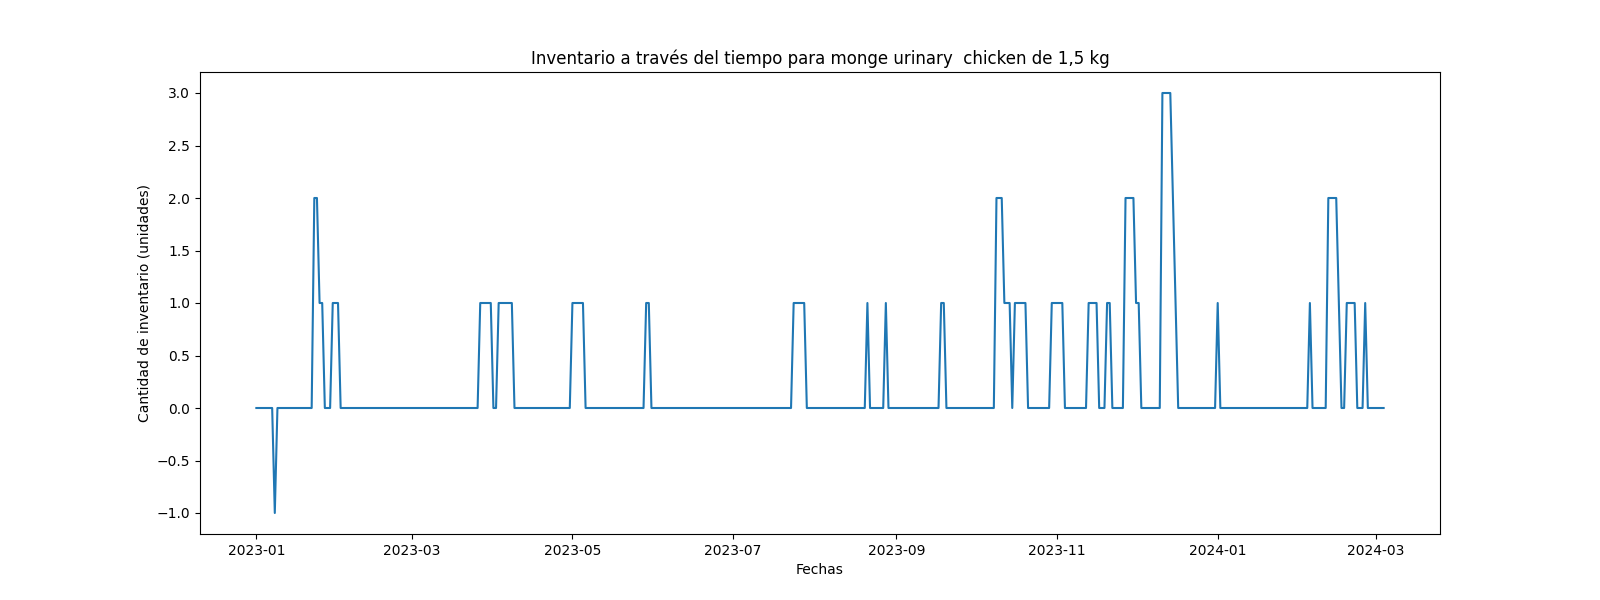 Inventario a través del tiempo para monge urinary  chicken de 1,5 kg
Cantidad de inventario (unidades)
3.0
2.5
2.0
1.5
1.0
0.5
0.0
−0.5
−1.0
2023-01 2023-03 2023-05 2023-07 2023-09 2023-11 2024-01 2024-03
Fechas